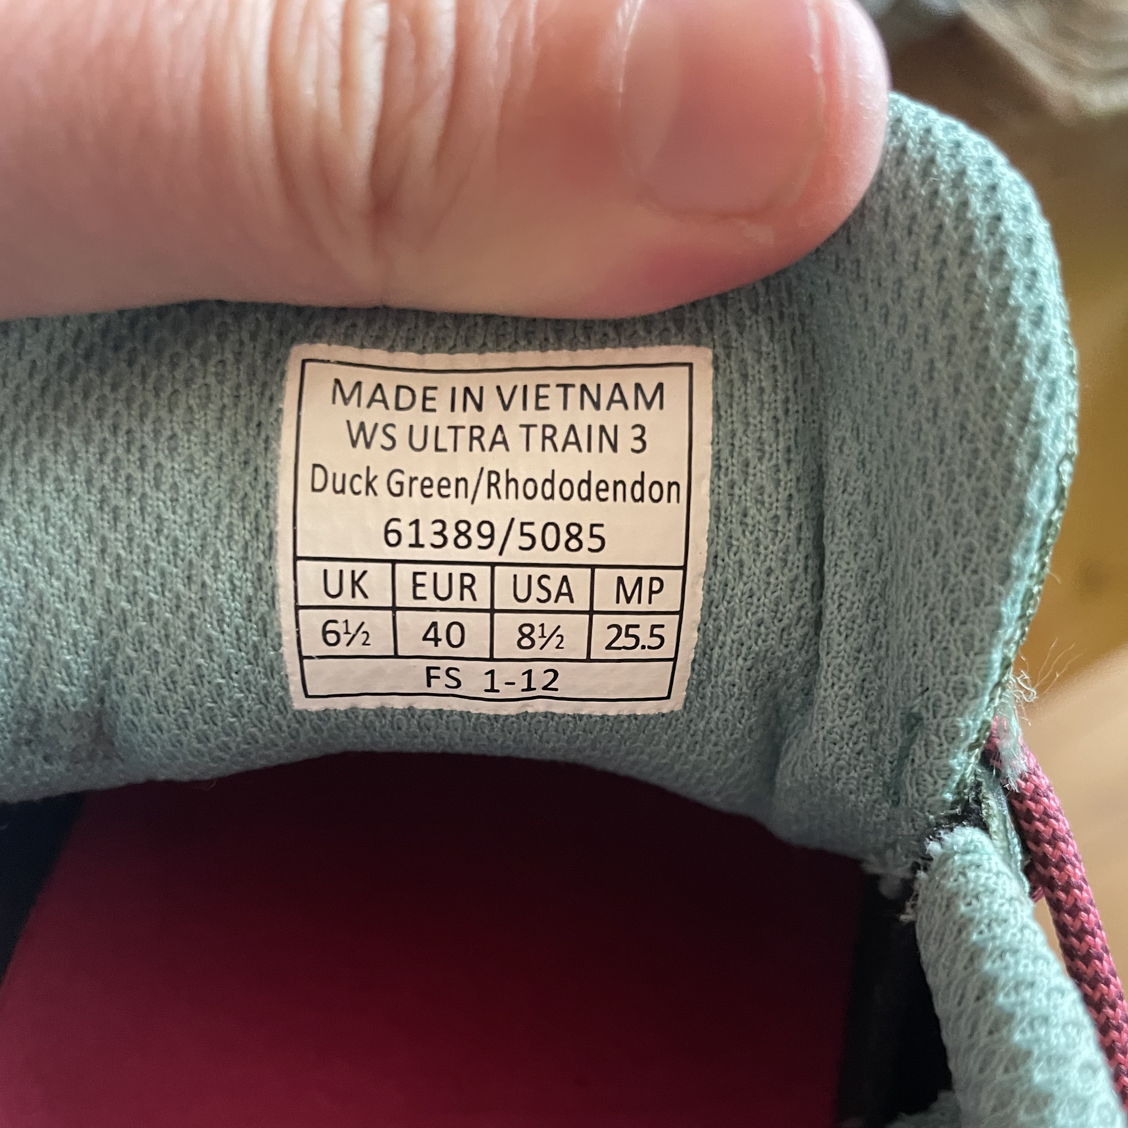 MADE IN VIETNAM
WS ULTRA TRAIN 3
Duck Green/Rhododendon
61389/5085
UK EUR USA MP
6½ 40 8½ 25.5
FS 1-12